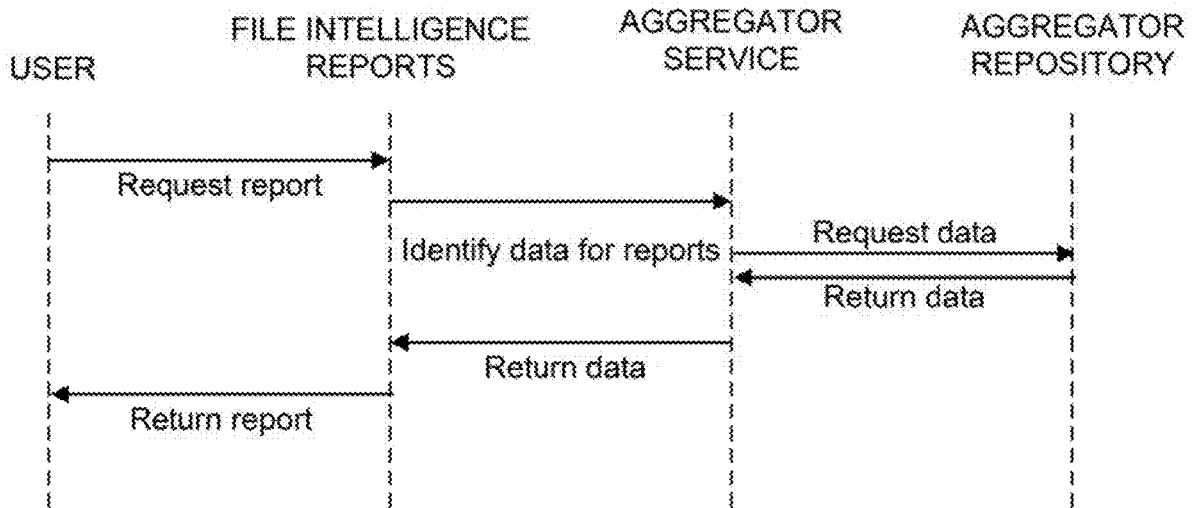 USER
FILE INTELLIGENCE
REPORTS
AGGREGATOR
SERVICE
AGGREGATOR
REPOSITORY
Request report
Identify data for reports
Request data
Return data
Return data
Return report